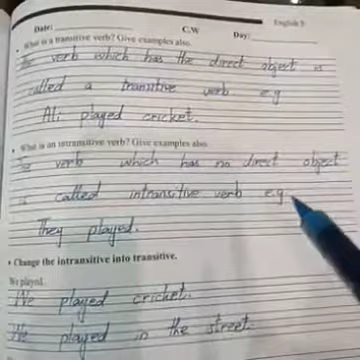 English 5
Date: C.W Day:
• What is a transitive verb? Give examples also.
The verb which has the direct object is
called a transitive verb e.g
Ali played cricket.
• What is an intransitive verb? Give examples also.
The verb which has no direct object
is called intransitive verb e.g.
They played.
• Change the intransitive into transitive.
We played.
We played cricket.
We played in the street.